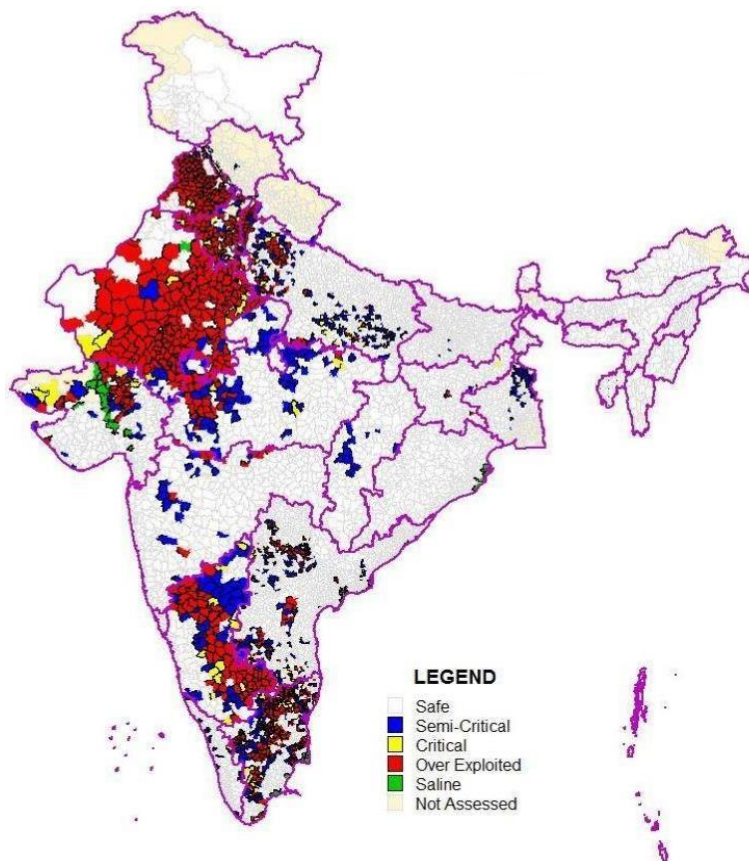 LEGEND
Safe
Semi-Critical
Critical
Over Exploited
Saline
Not Assessed